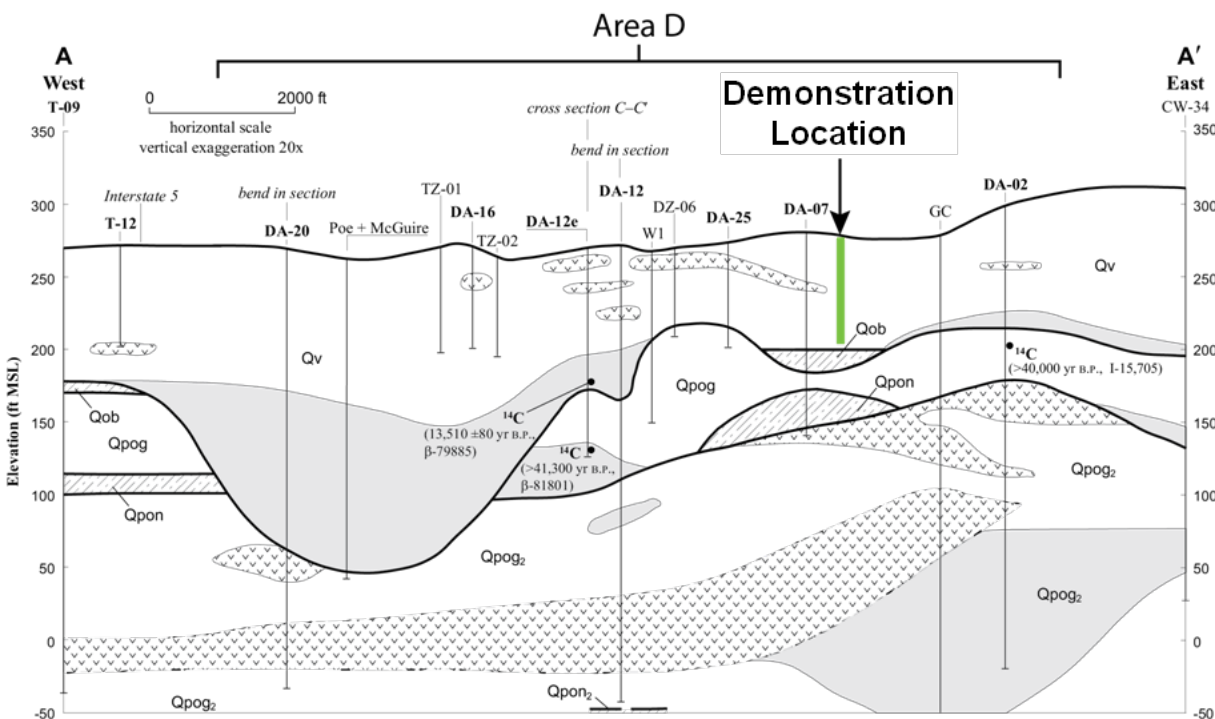 Area D
A
West
T-09
A′
East
CW-34
0 2000 ft
horizontal scale
vertical exaggeration 20x
cross section C–C′
bend in section
Demonstration
Location
Interstate 5
T-12
bend in section
DA-20
Poe + McGuire
TZ-01
DA-16
TZ-02
DA-12e
DA-12
W1
DZ-06
DA-25
DA-07
GC
DA-02
Elevation (ft MSL)
350
300
250
200
150
100
50
0
-50
350
300
250
200
150
100
50
0
-50
Qv
Qv
Qob
Qob
Qpog
Qpog
Qpon
Qpon
14C
(>40,000 yr B.P., I-15,705)
14C
(13,510 ±80 yr B.P.,
β-79885)
14C
(>41,300 yr B.P.,
β-81801)
Qpog2
Qpog2
Qpog2
Qpog2
Qpon2